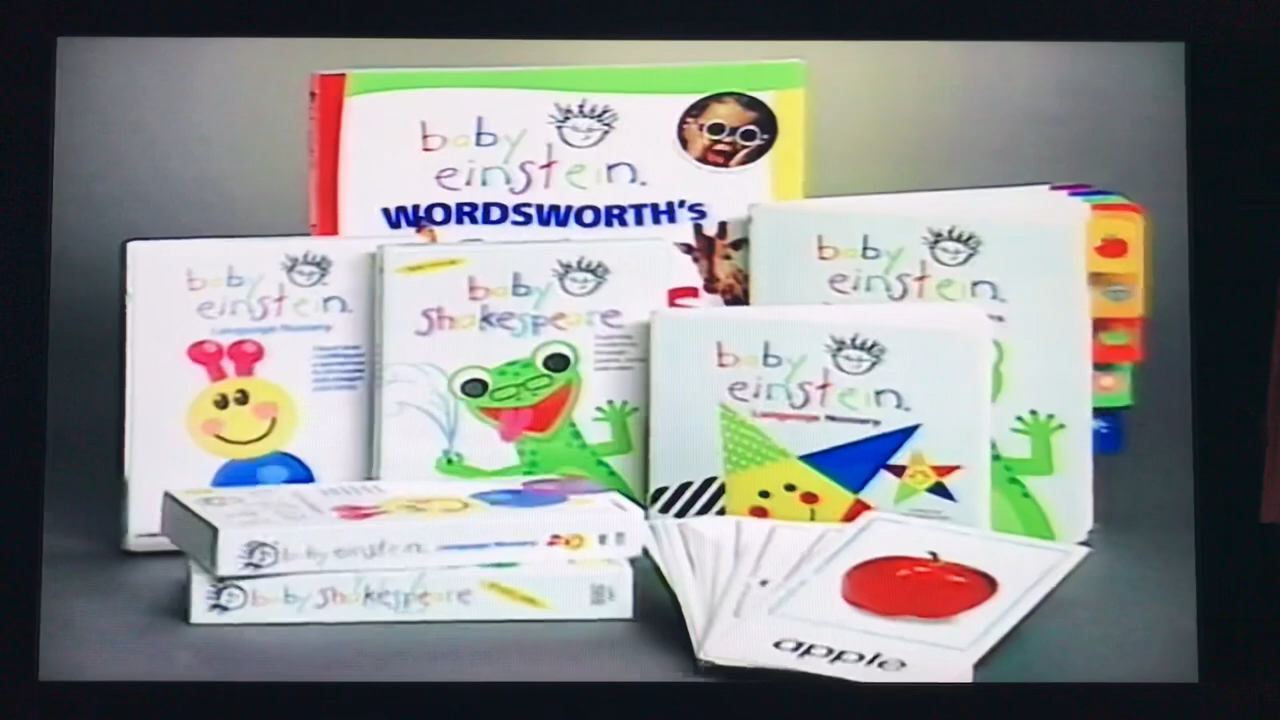 baby
einstein.
WORDSWORTH's
baby
einstein.
Language Nursery
baby
Shakespeare
baby
einstein.
baby
einstein.
Language Nursery
baby einstein. Language Nursery
baby Shakespeare
apple